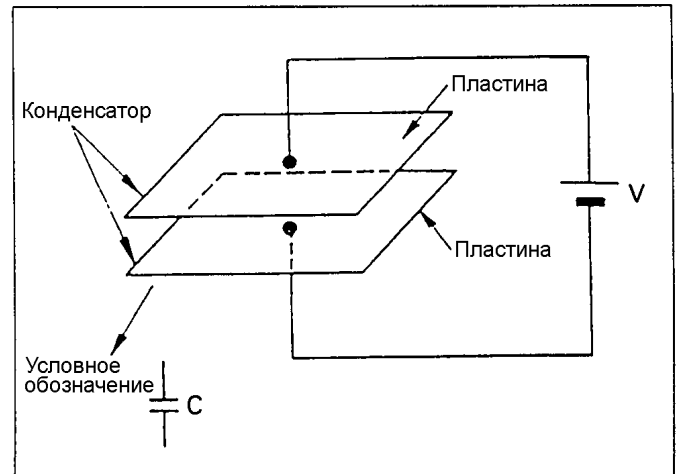 Пластина
Конденсатор
V
Пластина
Условное
обозначение
C